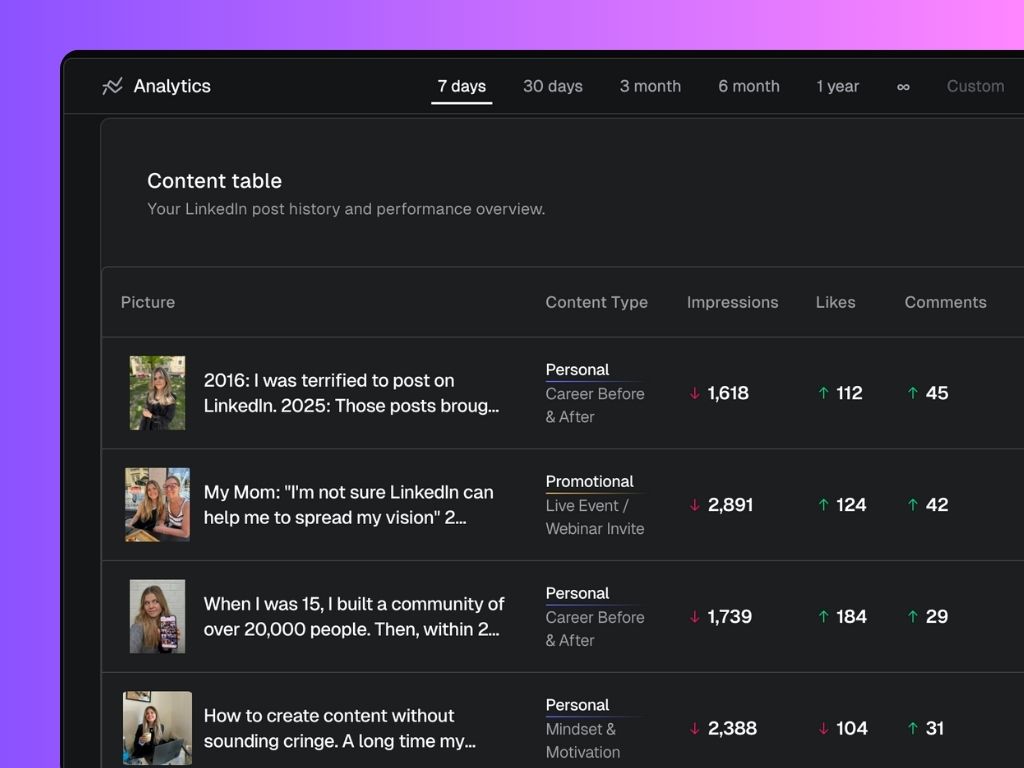 Analytics
7 days 30 days 3 month 6 month 1 year ∞ Custom
Content table
Your LinkedIn post history and performance overview.
Picture Content Type Impressions Likes Comments
2016: I was terrified to post on
LinkedIn. 2025: Those posts broug...
Personal
Career Before
& After
↓ 1,618 ↑ 112 ↑ 45
My Mom: "I'm not sure LinkedIn can
help me to spread my vision" 2...
Promotional
Live Event /
Webinar Invite
↓ 2,891 ↑ 124 ↑ 42
When I was 15, I built a community of
over 20,000 people. Then, within 2...
Personal
Career Before
& After
↓ 1,739 ↑ 184 ↑ 29
How to create content without
sounding cringe. A long time my...
Personal
Mindset &
Motivation
↓ 2,388 ↓ 104 ↑ 31